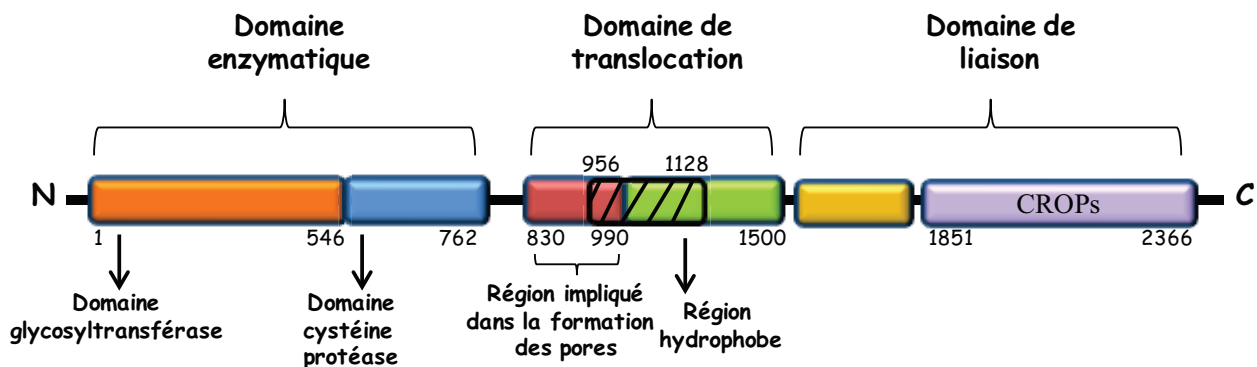 Domaine
enzymatique
Domaine de
translocation
Domaine de
liaison
956 1128
N CROPs C
1 546 762 830 990 1500 1851 2366
Domaine
glycosyltransférase
Domaine
cystéine
protéase
Région impliqué
dans la formation
des pores
Région
hydrophobe